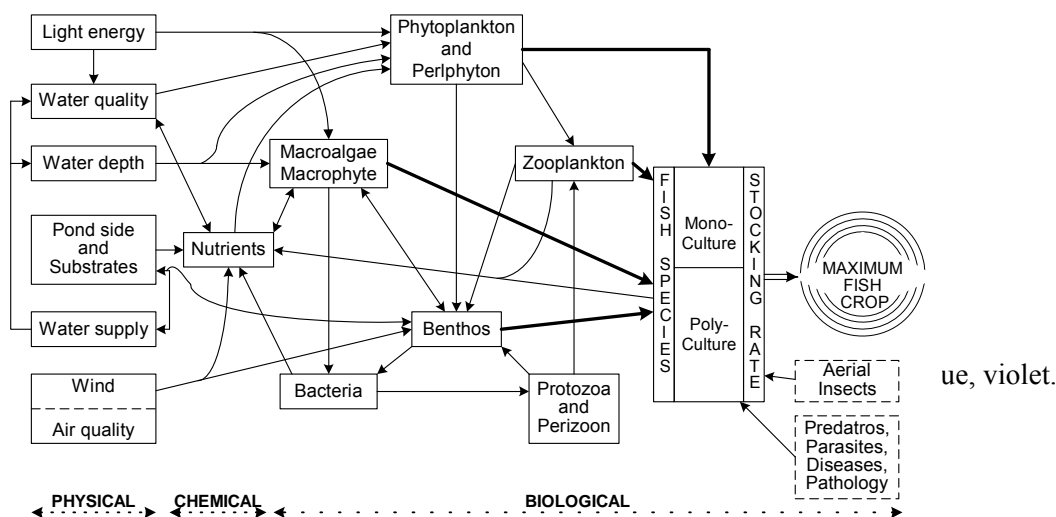 Light energy
Water quality
Water depth
Pond side
and
Substrates
Water supply
Wind
Air quality
Nutrients
Phytoplankton
and
Perlphyton
Macroalgae
Macrophyte
Zooplankton
Benthos
Bacteria
Protozoa
and
Perizoon
FISH SPECIES
Mono-
Culture
Poly-
Culture
STOCKING RATE
MAXIMUM
FISH
CROP
Aerial
Insects
Predatros,
Parasites,
Diseases,
Pathology
ue, violet.
PHYSICAL
CHEMICAL
BIOLOGICAL